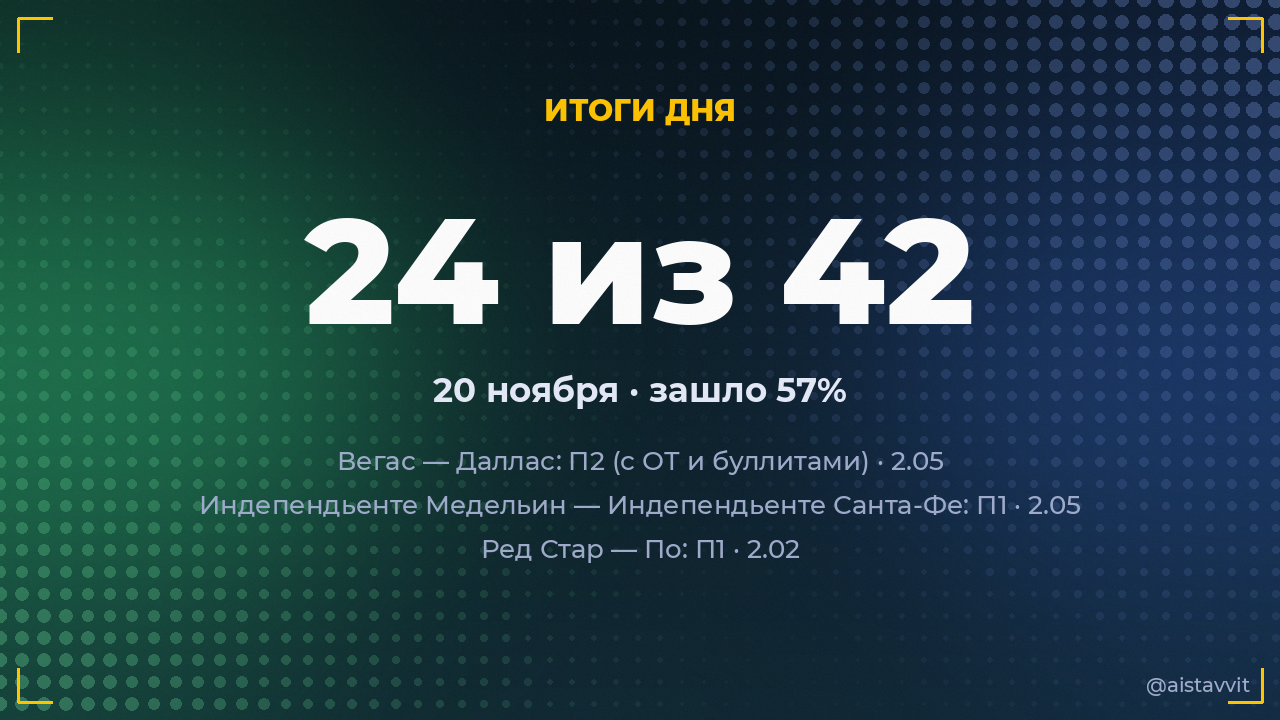 ИТОГИ ДНЯ
24 из 42
20 ноября · зашло 57%
Вегас — Даллас: П2 (с ОТ и буллитами) · 2.05
Индепендьенте Медельин — Индепендьенте Санта-Фе: П1 · 2.05
Ред Стар — По: П1 · 2.02
@aistavvit